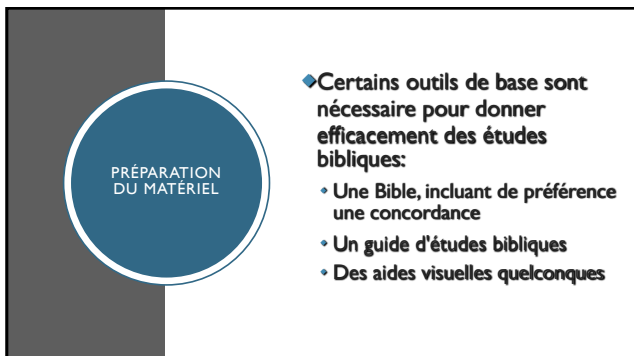 PRÉPARATION
DU MATÉRIEL
Certains outils de base sont
nécessaire pour donner
efficacement des études
bibliques:
Une Bible, incluant de préférence
une concordance
Un guide d'études bibliques
Des aides visuelles quelconques